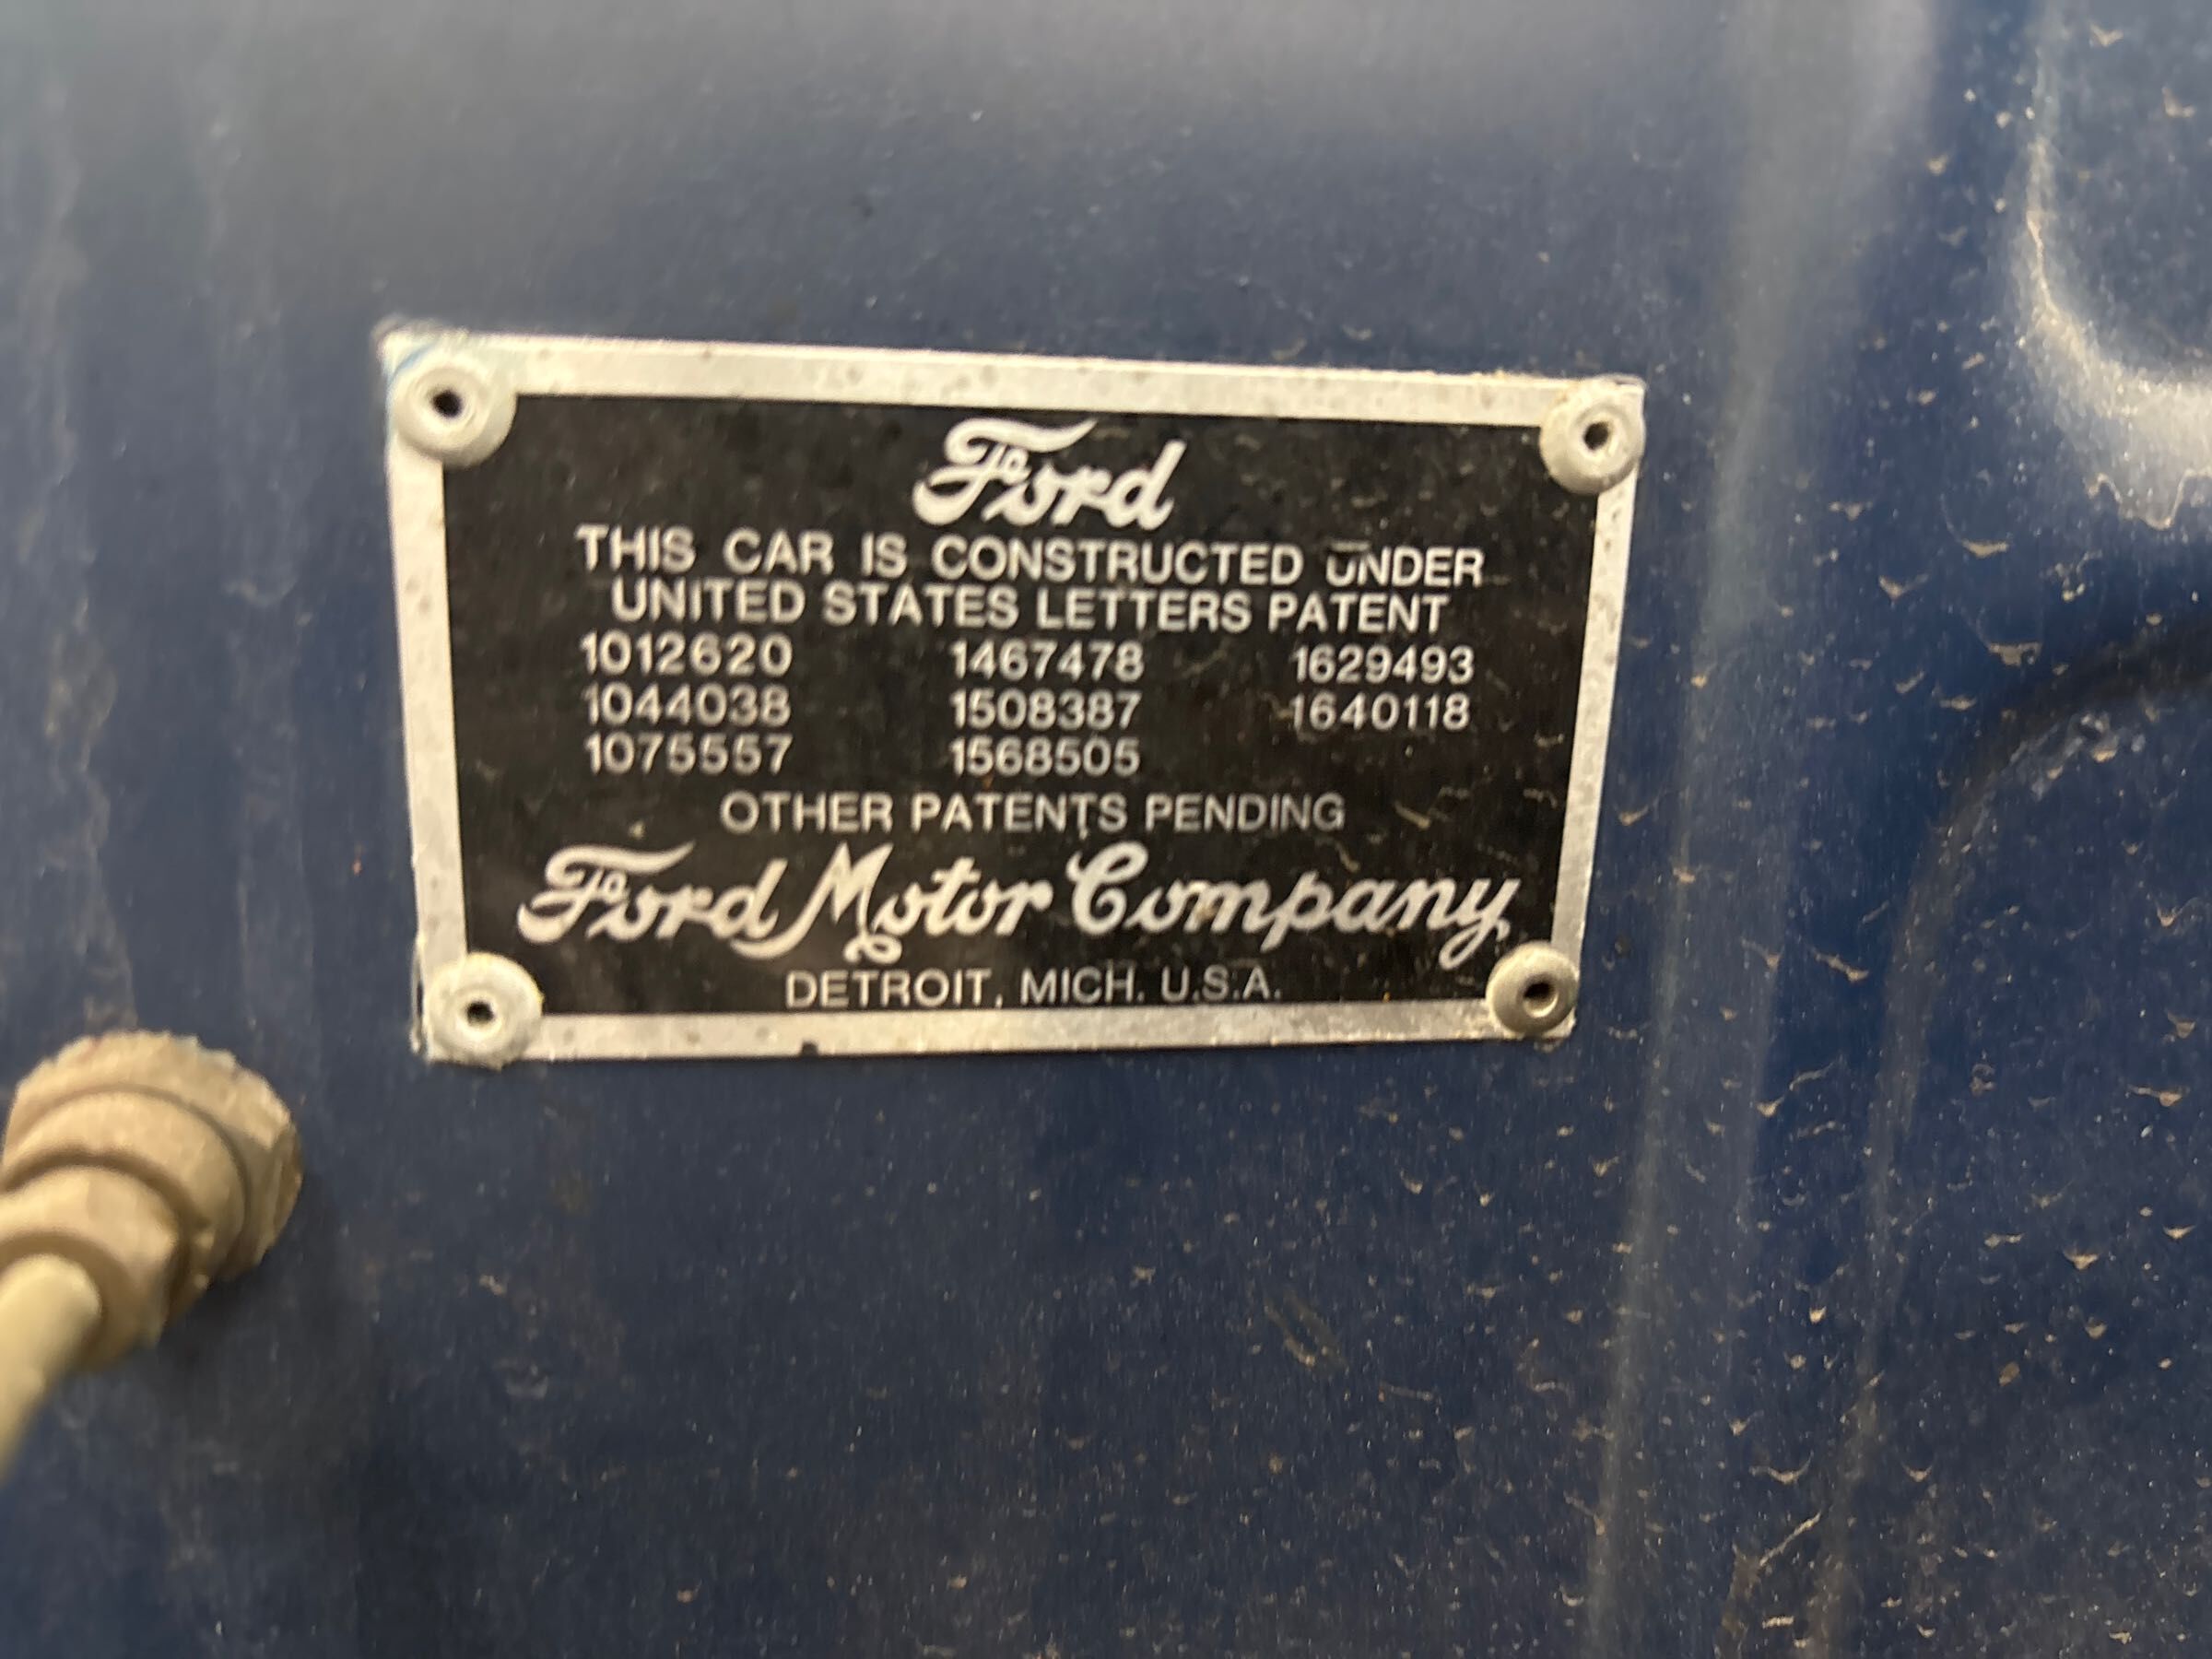 Ford
THIS CAR IS CONSTRUCTED UNDER
UNITED STATES LETTERS PATENT
1012620 1467478 1629493
1044038 1508387 1640118
1075557 1568505
OTHER PATENTS PENDING
Ford Motor Company
DETROIT, MICH. U.S.A.